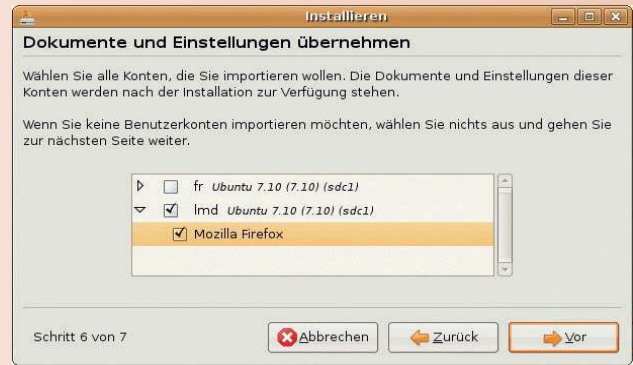 Installieren
Dokumente und Einstellungen übernehmen
Wählen Sie alle Konten, die Sie importieren wollen. Die Dokumente und Einstellungen dieser
Konten werden nach der Installation zur Verfügung stehen.
Wenn Sie keine Benutzerkonten importieren möchten, wählen Sie nichts aus und gehen Sie
zur nächsten Seite weiter.
fr Ubuntu 7.10 (7.10) (sdc1)
lmd Ubuntu 7.10 (7.10) (sdc1)
Mozilla Firefox
Schritt 6 von 7
Abbrechen
Zurück
Vor